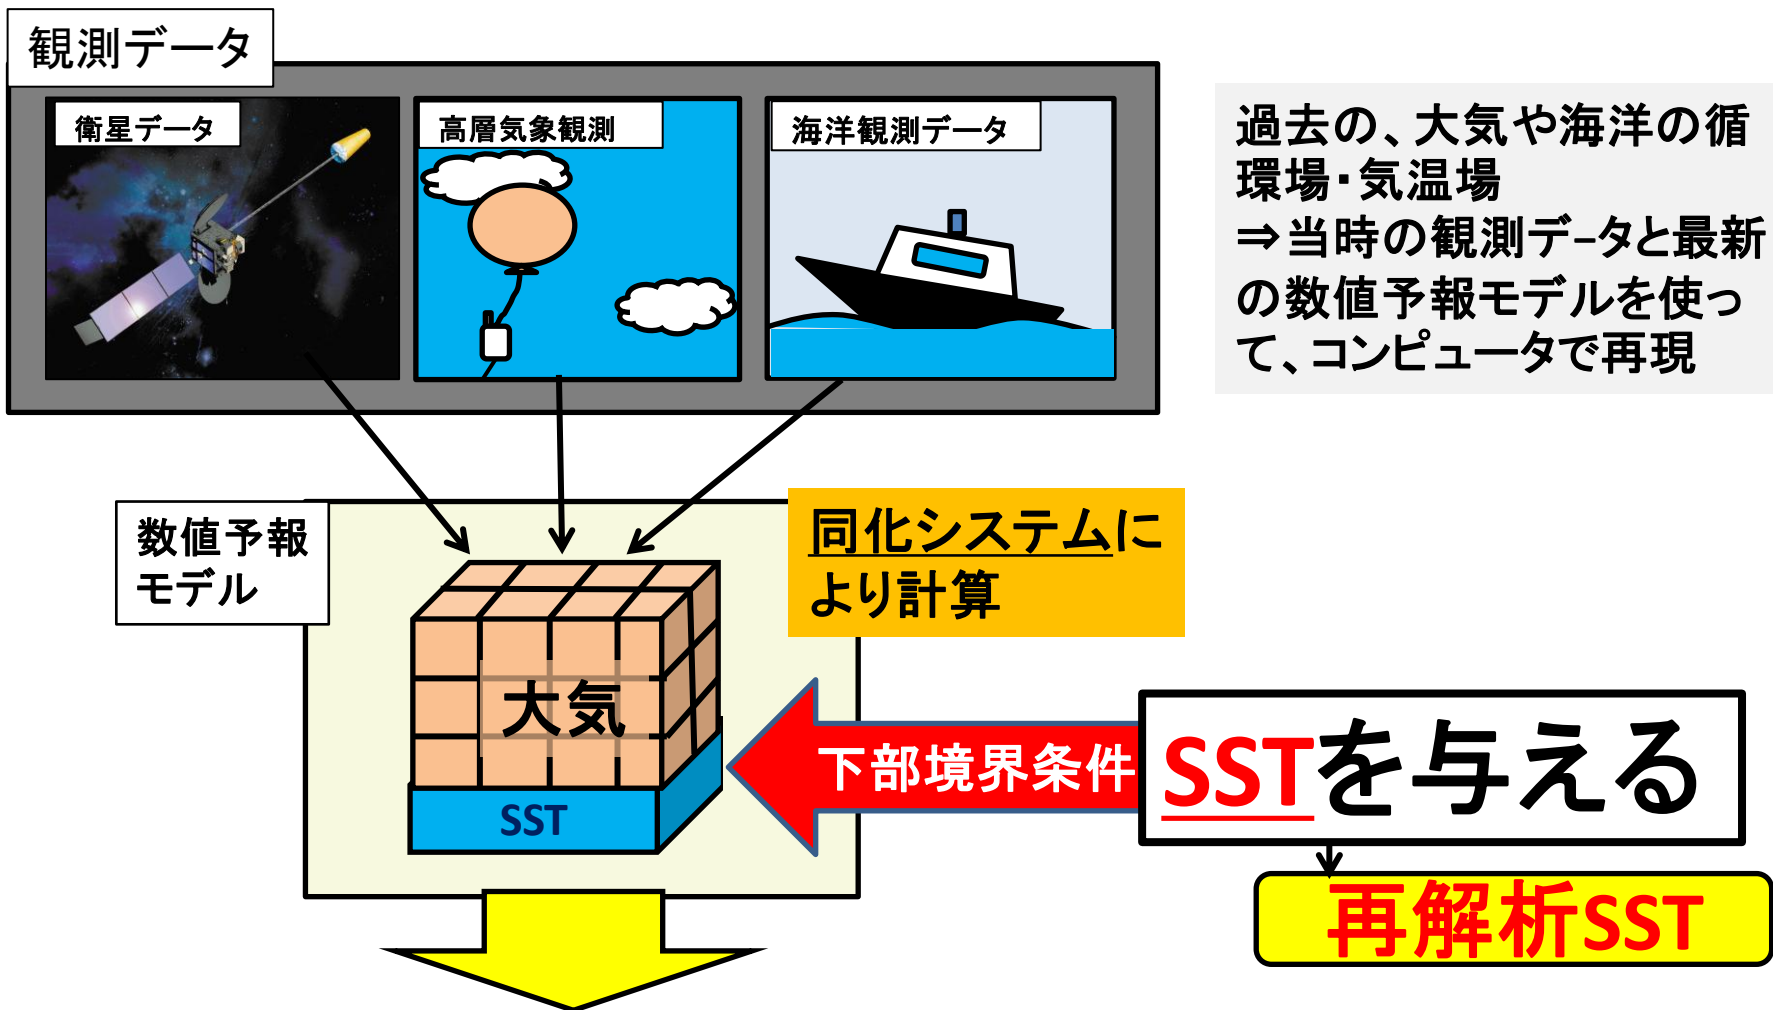 観測データ
衛星データ
高層気象観測
海洋観測データ
過去の、大気や海洋の循
環場・気温場
⇒当時の観測デ-タと最新
の数値予報モデルを使っ
て、コンピュータで再現
数値予報
モデル
同化システムに
より計算
大気
SST
下部境界条件
SSTを与える
再解析SST